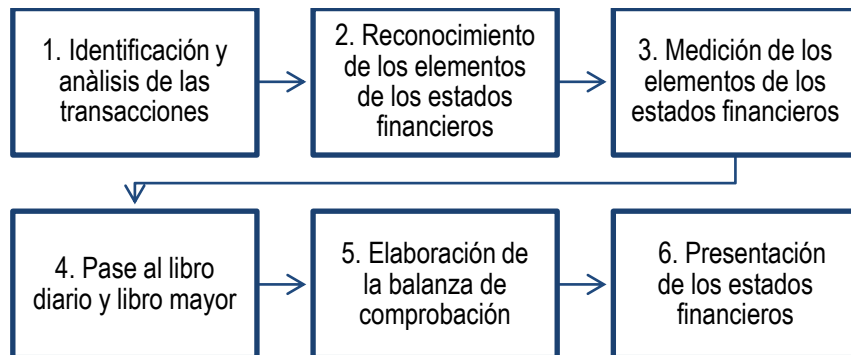 1. Identificación y
anàlisis de las
transacciones
2. Reconocimiento
de los elementos
de los estados
financieros
3. Medición de los
elementos de los
estados financieros
4. Pase al libro
diario y libro mayor
5. Elaboración de
la balanza de
comprobación
6. Presentación
de los estados
financieros